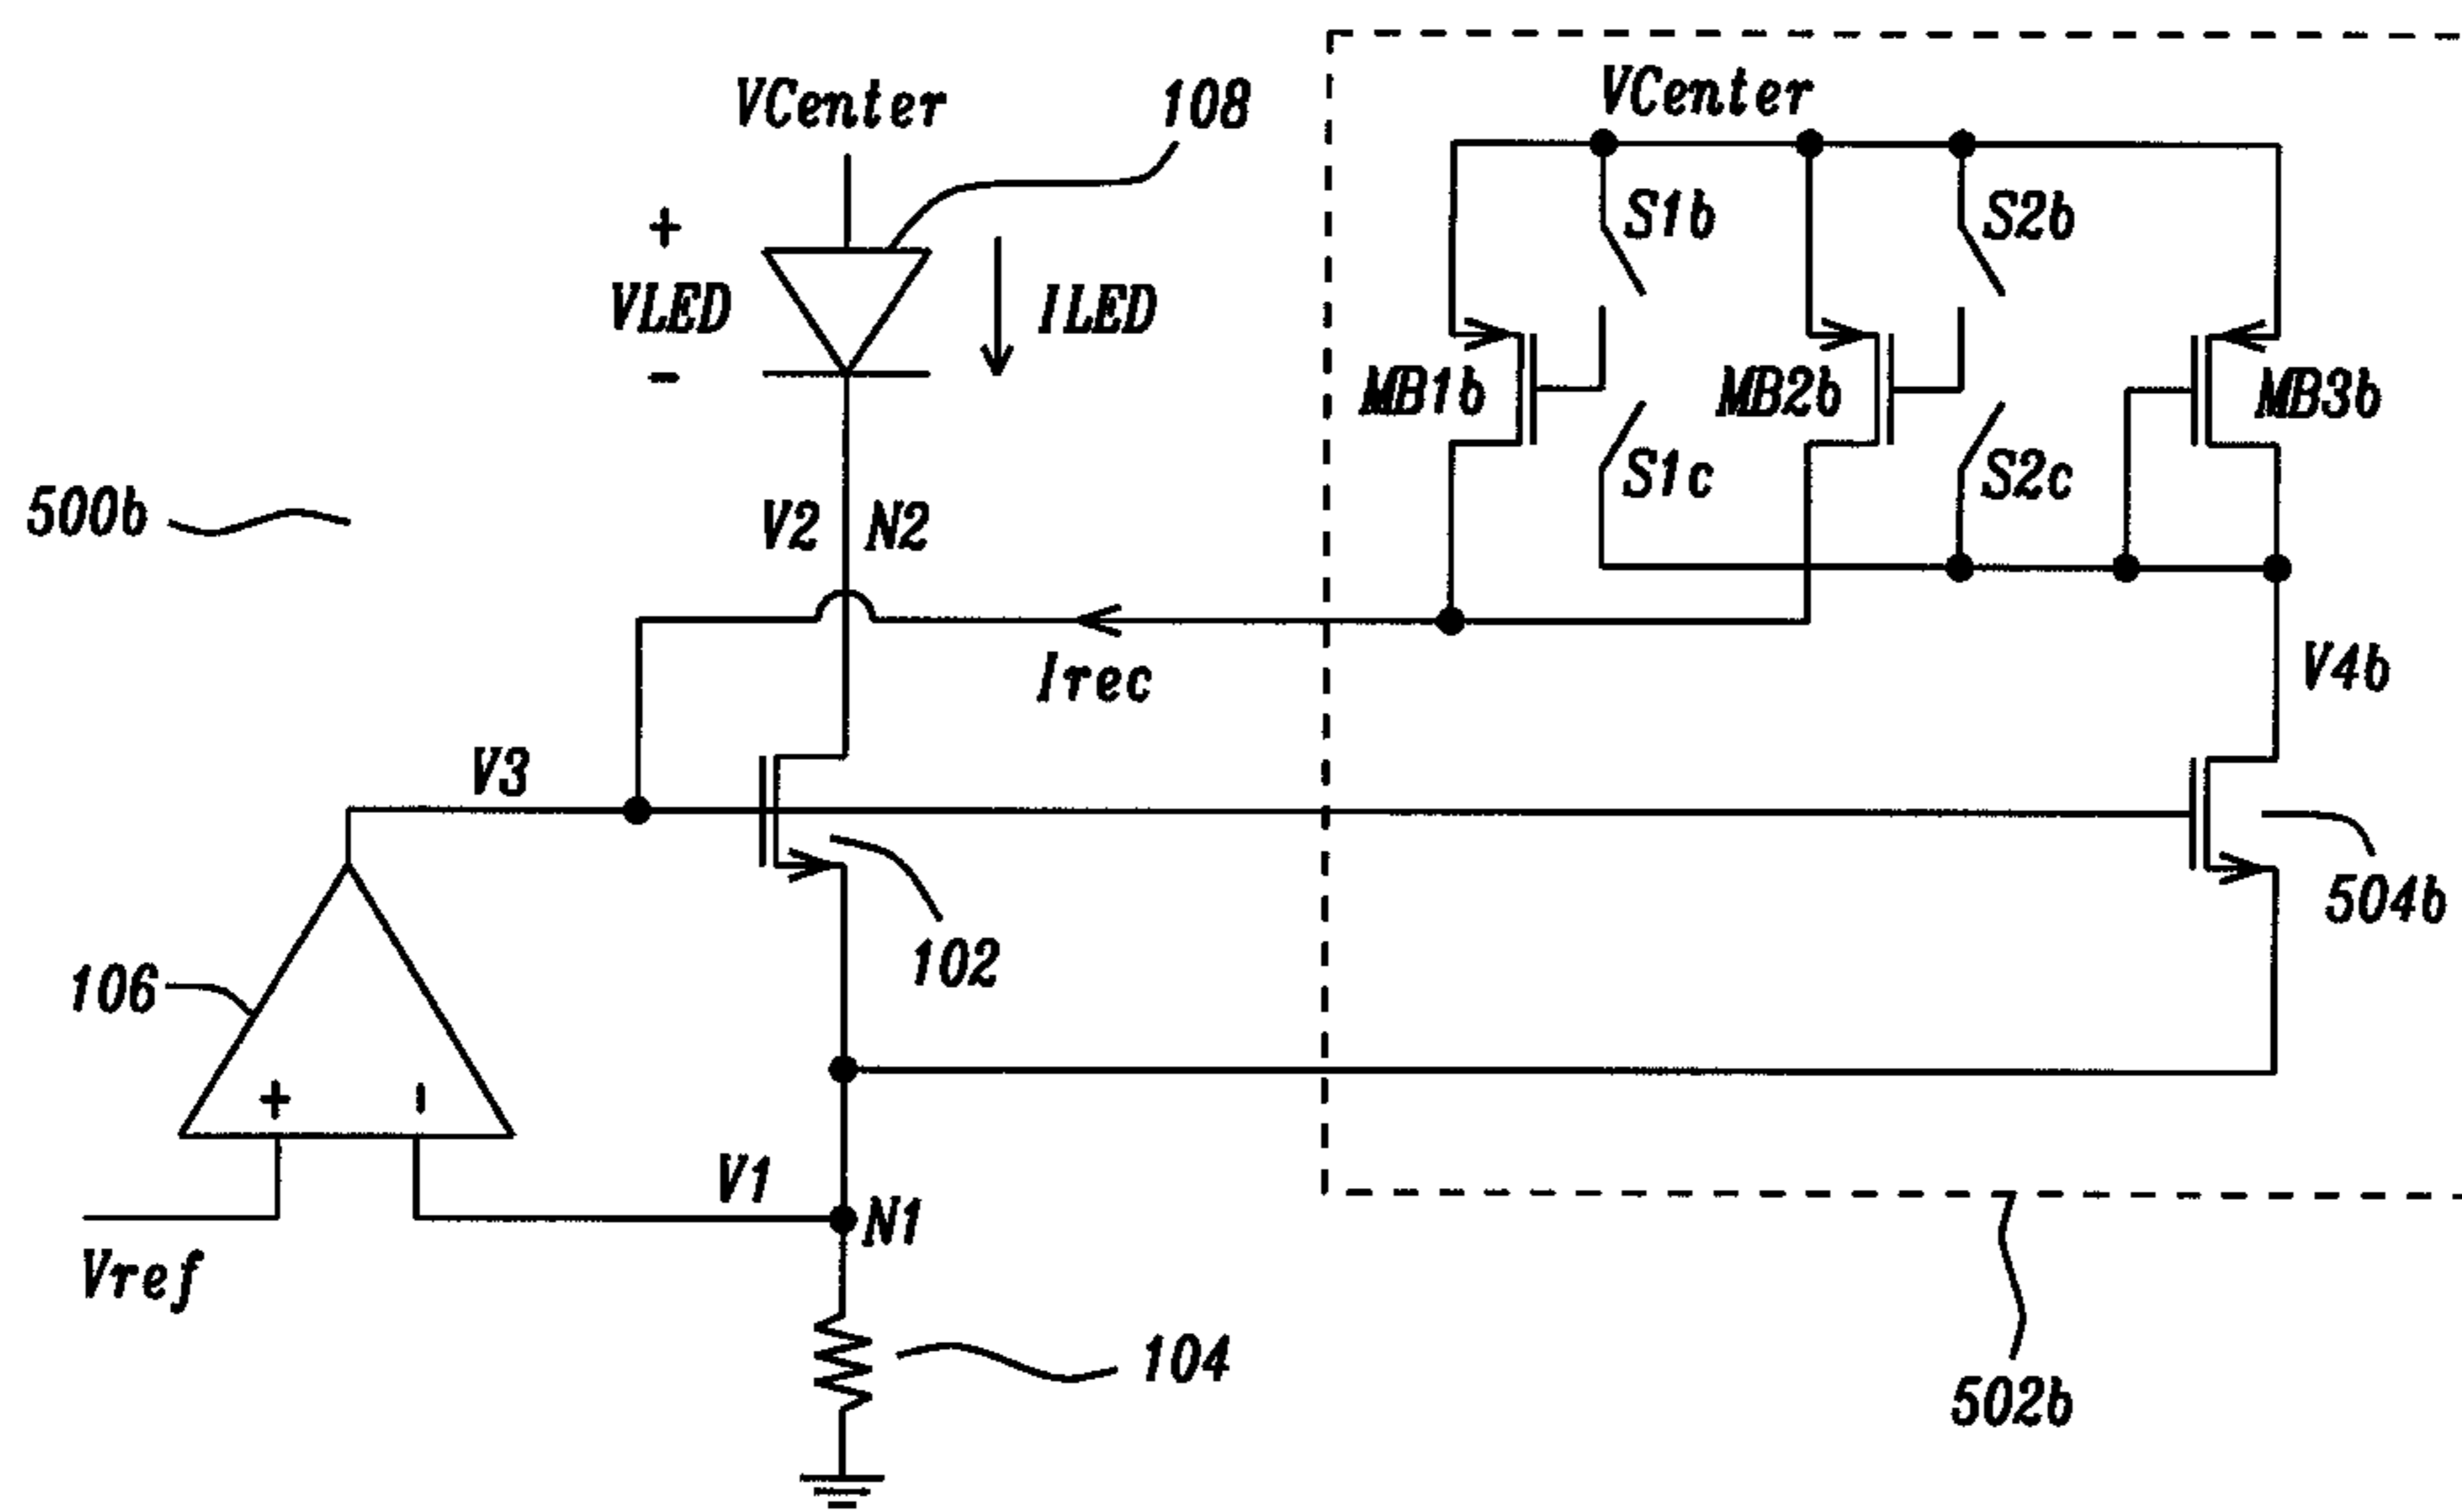 VCenter
108
VCenter
+
VLED
-
ILED
S1b
S2b
MB1b
MB2b
MB3b
S1c
S2c
500b
V2
N2
Irec
V4b
V3
102
504b
106
+
-
V1
N1
Vref
104
502b